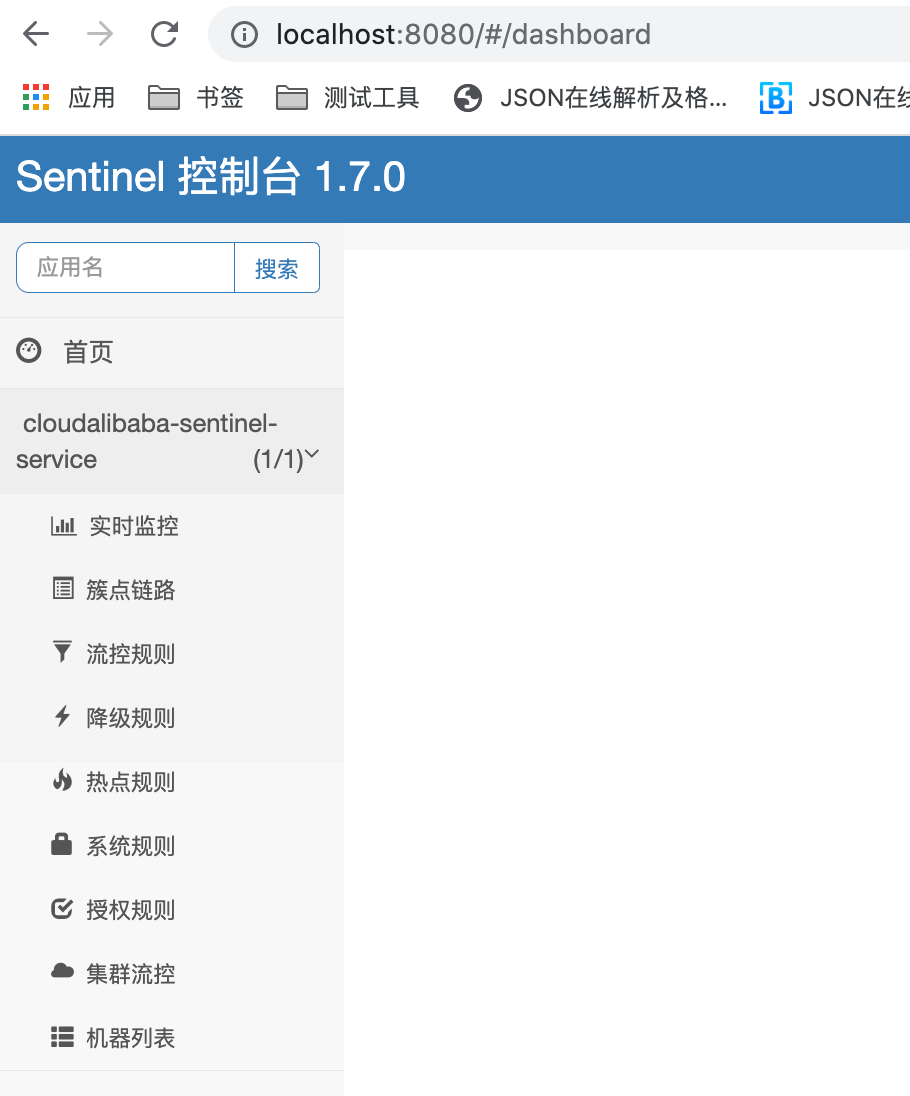 localhost:8080/#/dashboard
应用 书签 测试工具 JSON在线解析及格... JSON在
Sentinel 控制台 1.7.0
应用名 搜索
首页
cloudalibaba-sentinel-
service (1/1)
实时监控
簇点链路
流控规则
降级规则
热点规则
系统规则
授权规则
集群流控
机器列表